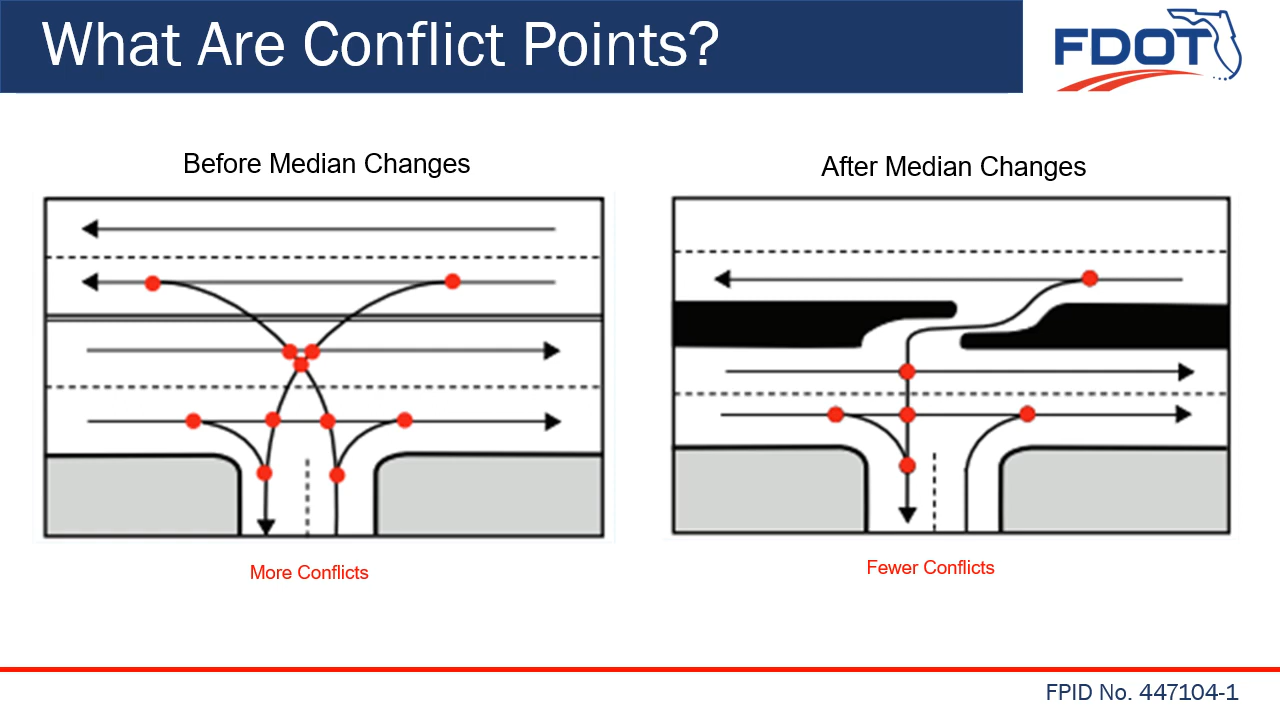 What Are Conflict Points?
FDOT
Before Median Changes
After Median Changes
More Conflicts
Fewer Conflicts
FPID No. 447104-1